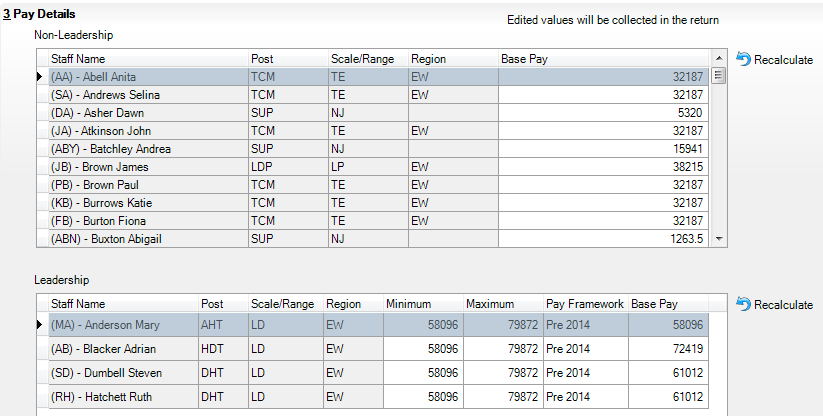 3 Pay Details
Edited values will be collected in the return
Non-Leadership
Staff Name Post Scale/Range Region Base Pay
Recalculate
(AA) - Abell Anita TCM TE EW 32187
(SA) - Andrews Selina TCM TE EW 32187
(DA) - Asher Dawn SUP NJ 5320
(JA) - Atkinson John TCM TE EW 32187
(ABY) - Batchley Andrea SUP NJ 15941
(JB) - Brown James LDP LP EW 38215
(PB) - Brown Paul TCM TE EW 32187
(KB) - Burrows Katie TCM TE EW 32187
(FB) - Burton Fiona TCM TE EW 32187
(ABN) - Buxton Abigail SUP NJ 1263.5
Leadership
Staff Name Post Scale/Range Region Minimum Maximum Pay Framework Base Pay
Recalculate
(MA) - Anderson Mary AHT LD EW 58096 79872 Pre 2014 58096
(AB) - Blacker Adrian HDT LD EW 58096 79872 Pre 2014 72419
(SD) - Dumbell Steven DHT LD EW 58096 79872 Pre 2014 61012
(RH) - Hatchett Ruth DHT LD EW 58096 79872 Pre 2014 61012